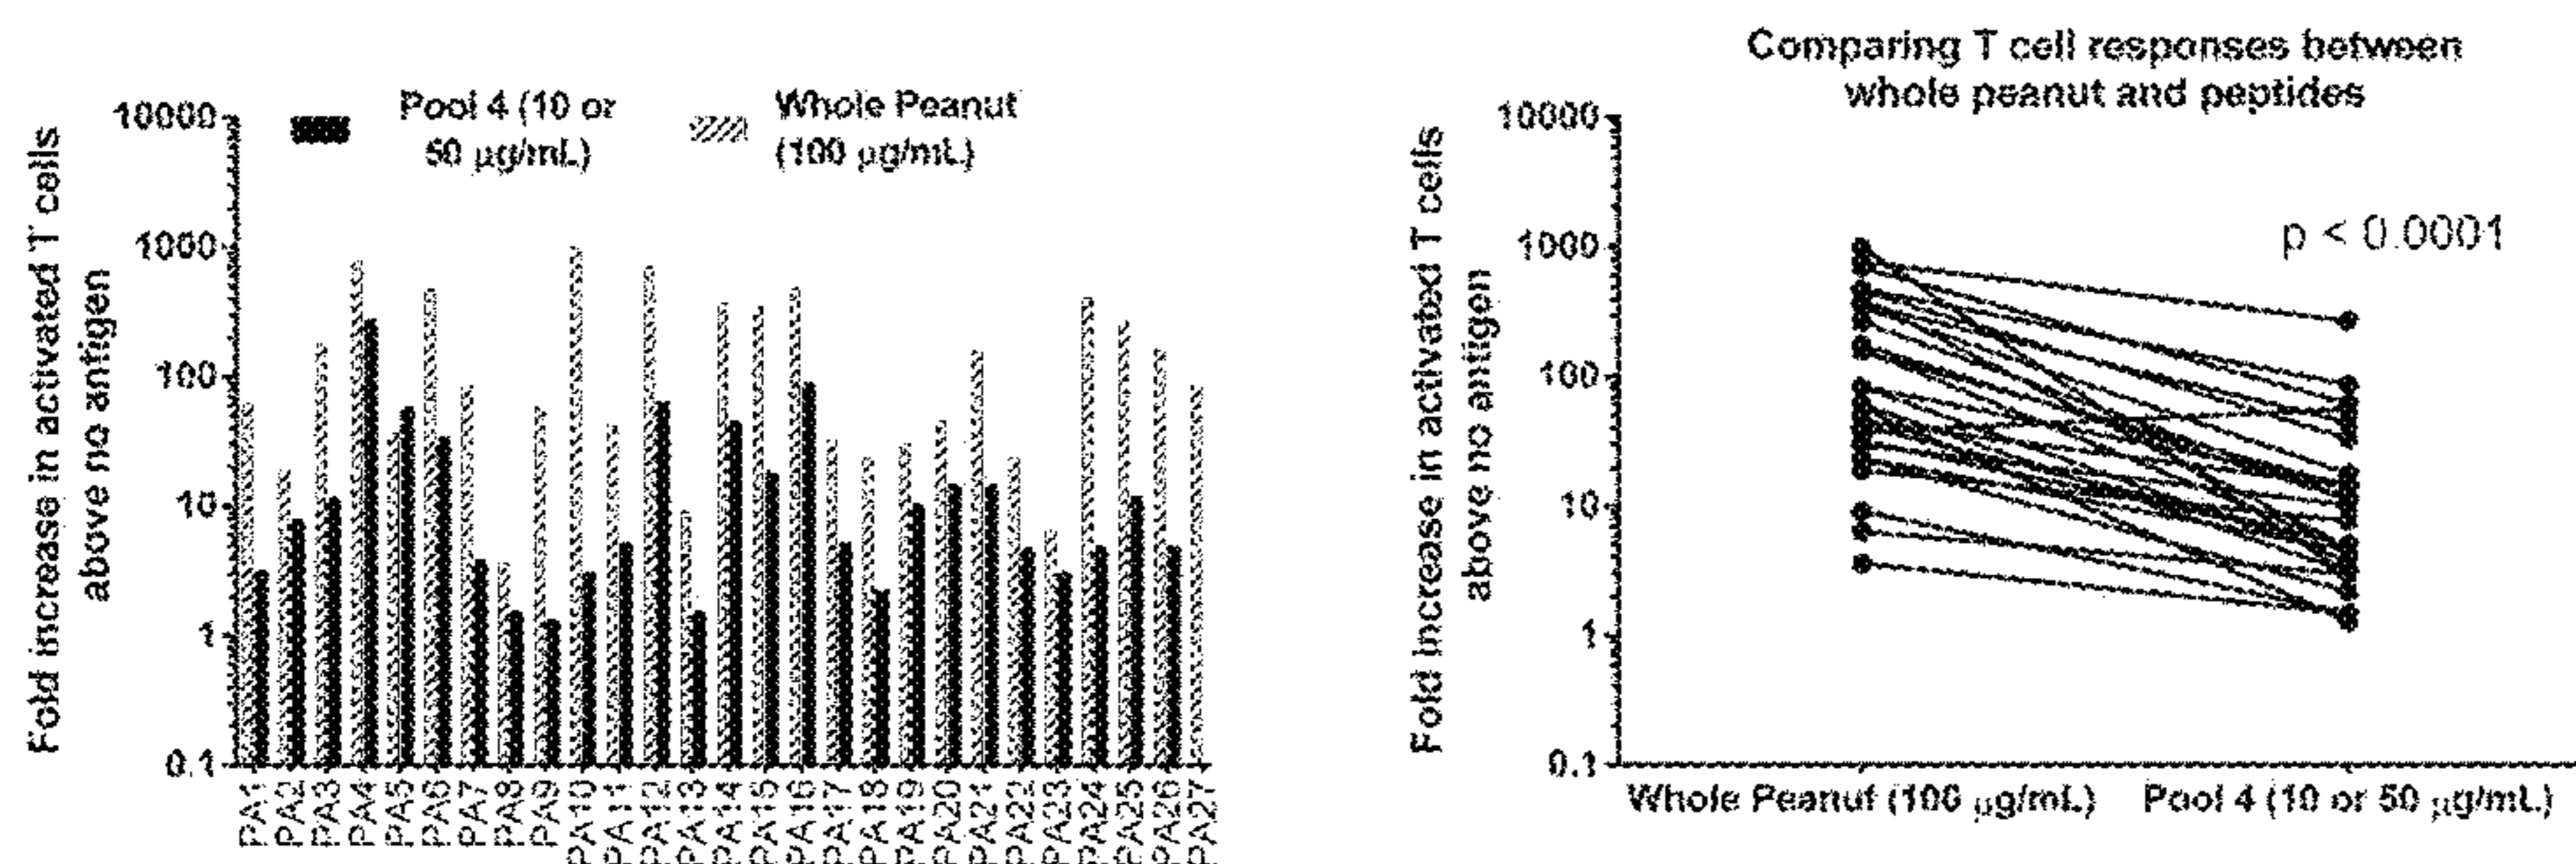 Fold increase in activated T cells
above no antigen
10000
1000
100
10
1
0.1
Pool 4 (10 or
50 µg/mL)
Whole Peanut
(100 µg/mL)
PA1
PA2
PA3
PA4
PA5
PA6
PA7
PA8
PA9
PA10
PA11
PA12
PA13
PA14
PA15
PA16
PA17
PA18
PA19
PA20
PA21
PA22
PA23
PA24
PA25
PA26
PA27
Comparing T cell responses between
whole peanut and peptides
Fold increase in activated T cells
above no antigen
10000
1000
100
10
1
0.1
p < 0.0001
Whole Peanut (100 µg/mL)
Pool 4 (10 or 50 µg/mL)